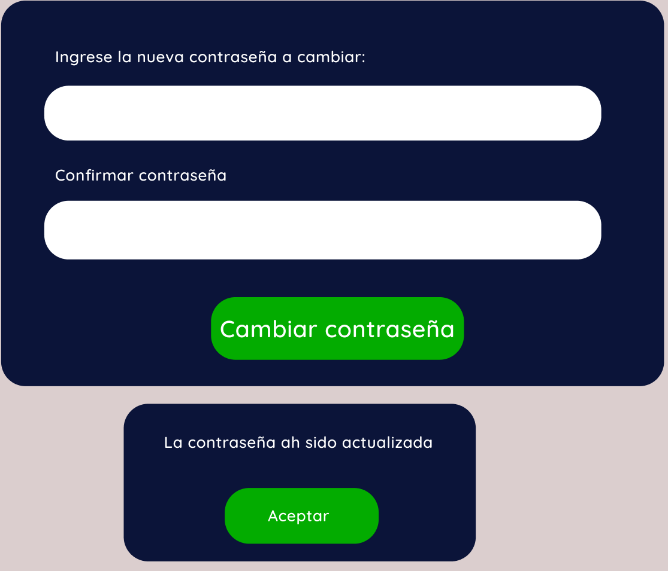 Ingrese la nueva contraseña a cambiar:
Confirmar contraseña
Cambiar contraseña
La contraseña ah sido actualizada
Aceptar